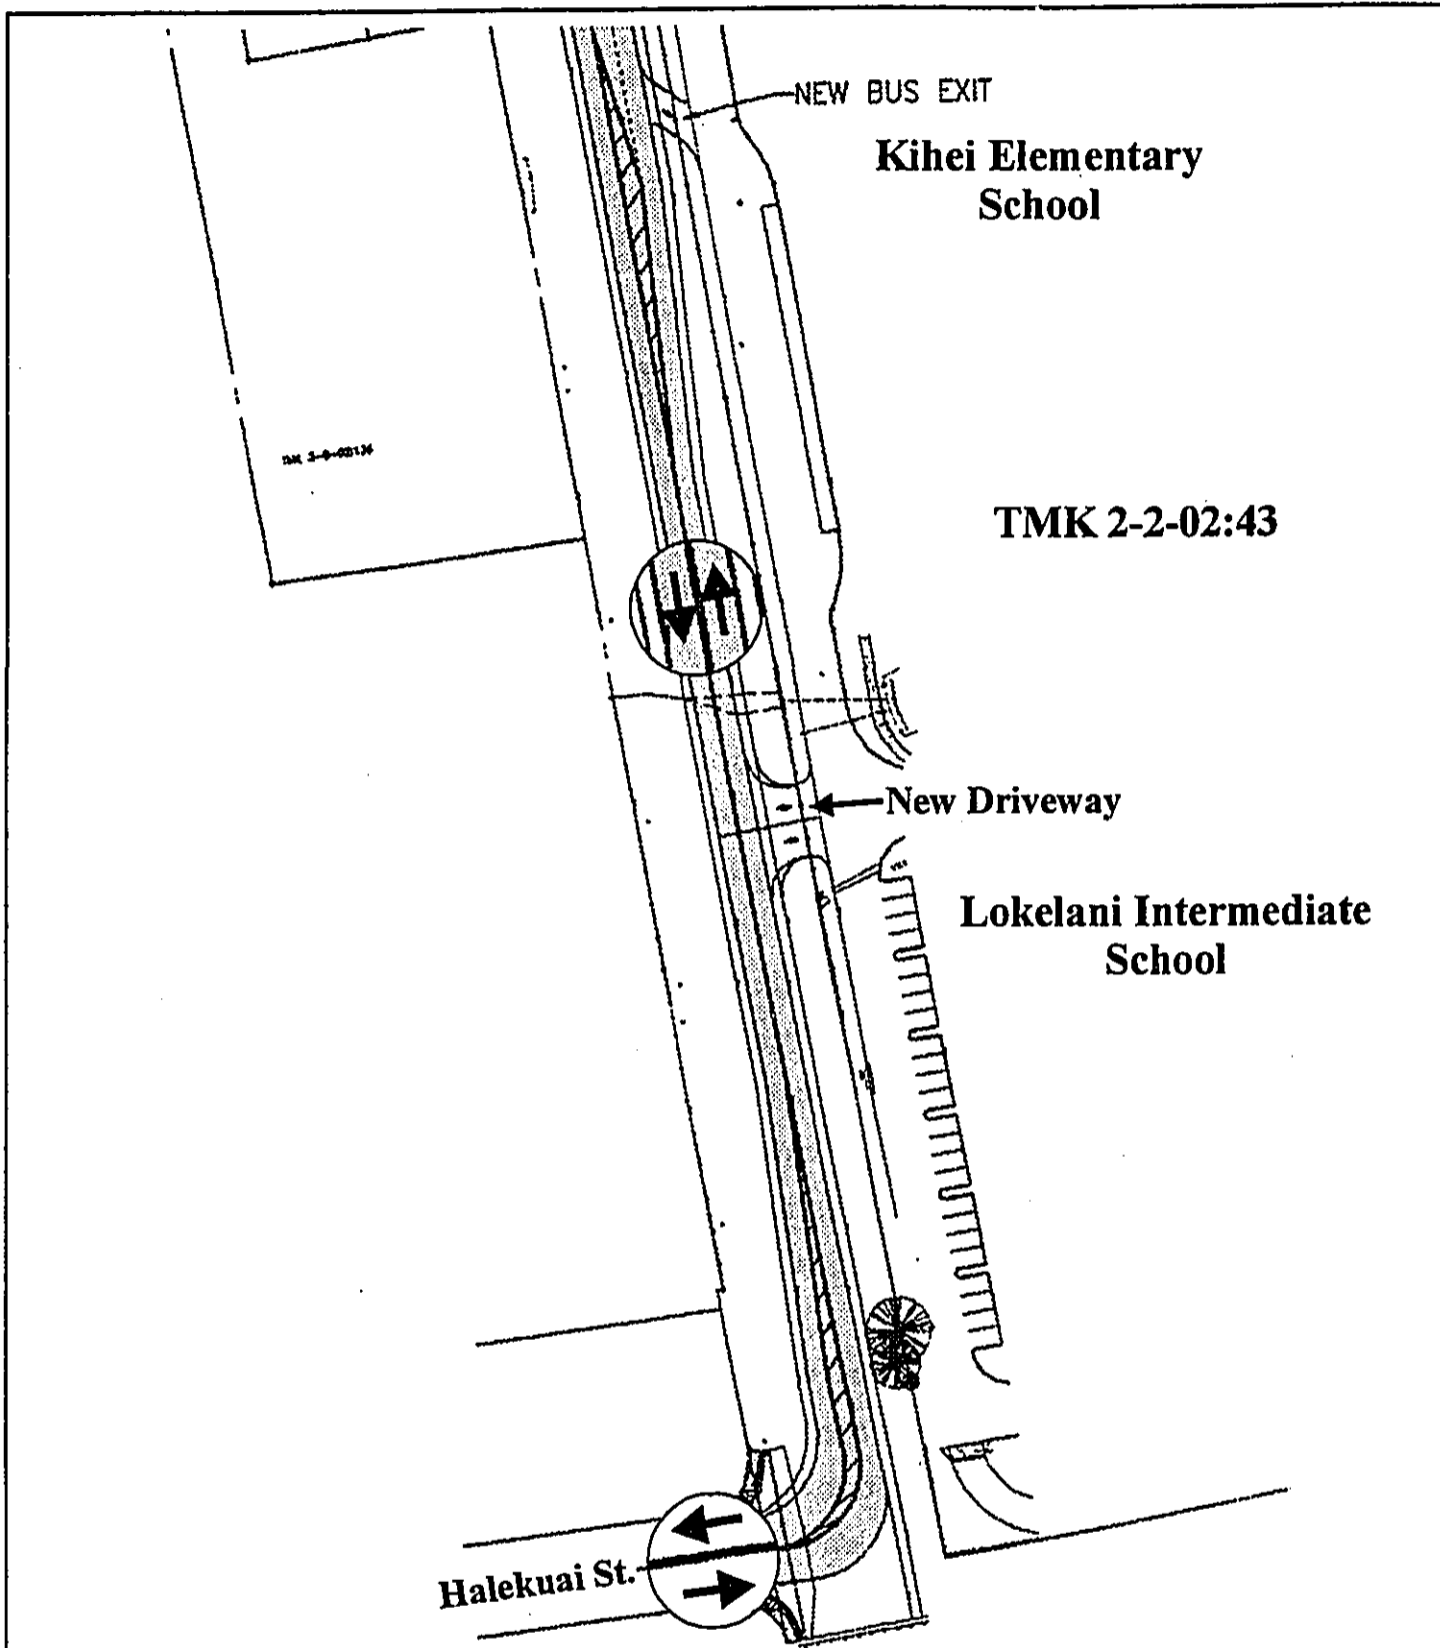 NEW BUS EXIT
Kihei Elementary
School
TMK 2-2-02:43
New Driveway
Lokelani Intermediate
School
Halekuai St.